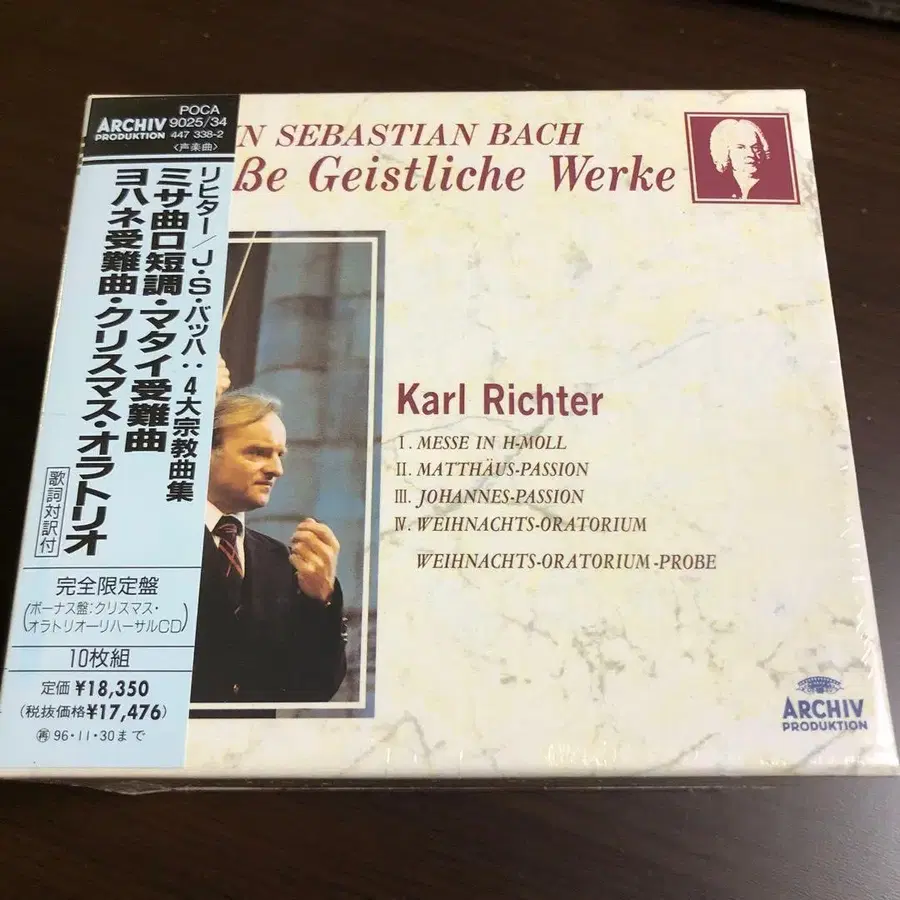 ARCHIV
PRODUKTION
POCA
9025/34
447 338-2
〈声楽曲〉
リヒター/J・S・バッハ:4大宗教曲集
ミサ曲ロ短調・マタイ受難曲
ヨハネ受難曲・クリスマス・オラトリオ
歌詞対訳付
完全限定盤
(ボーナス盤:クリスマス・
オラトリオーリハーサルCD)
10枚組
定価 ¥18,350
(税抜価格¥17,476)
再 96・11・30まで
N SEBASTIAN BACH
ße Geistliche Werke
Karl Richter
I. MESSE IN H-MOLL
II. MATTHÄUS-PASSION
III. JOHANNES-PASSION
IV. WEIHNACHTS-ORATORIUM
WEIHNACHTS-ORATORIUM-PROBE
ARCHIV
PRODUKTION